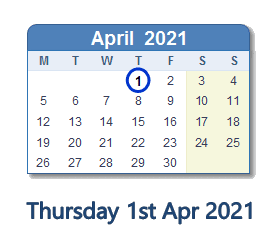 April 2021
M T W T F S S
1 2 3 4
5 6 7 8 9 10 11
12 13 14 15 16 17 18
19 20 21 22 23 24 25
26 27 28 29 30
Thursday 1st Apr 2021